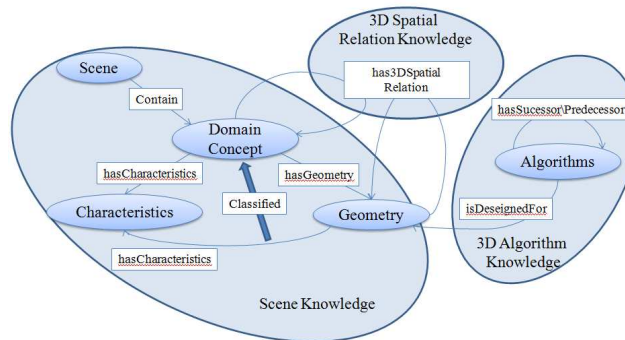 3D Spatial
Relation Knowledge
Scene
has3DSpatial
Relation
Contain
hasSucessor\Predecessor
Domain
Concept
Algorithms
hasCharacteristics
hasGeometry
Characteristics
Classified
Geometry
isDeseignedFor
hasCharacteristics
3D Algorithm
Knowledge
Scene Knowledge